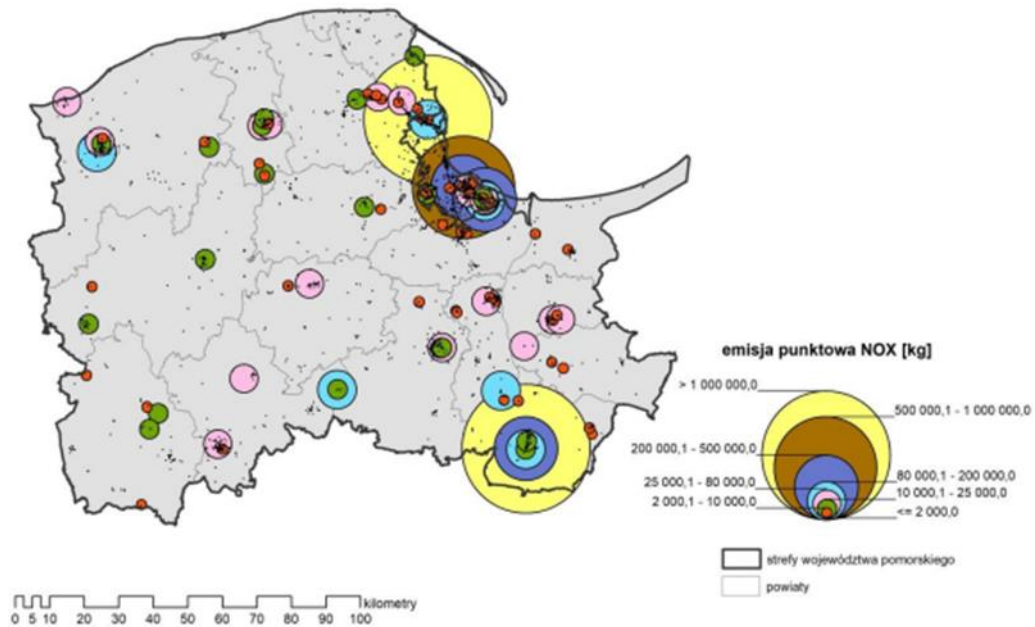 emisja punktowa NOX [kg]
> 1 000 000,0
500 000,1 - 1 000 000,0
200 000,1 - 500 000,0
80 000,1 - 200 000,0
25 000,1 - 80 000,0
10 000,1 - 25 000,0
2 000,1 - 10 000,0
<= 2 000,0
strefy województwa pomorskiego
powiaty
kilometry
0 5 10 20 30 40 50 60 70 80 90 100